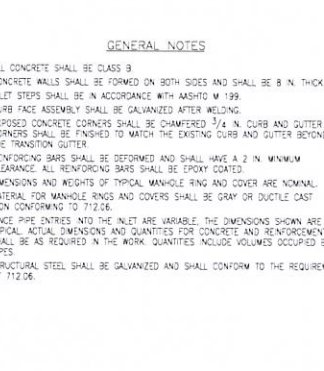 GENERAL NOTES
L CONCRETE SHALL BE CLASS B.
ONCRETE WALLS SHALL BE FORMED ON BOTH SIDES AND SHALL BE 8 IN. THICK
LET STEPS SHALL BE IN ACCORDANCE WITH AASHTO M 199.
URB FACE ASSEMBLY SHALL BE GALVANIZED AFTER WELDING.
POSED CONCRETE CORNERS SHALL BE CHAMFERED 3/4 IN. CURB AND GUTTER
ORNERS SHALL BE FINISHED TO MATCH THE EXISTING CURB AND GUTTER BEYOND
E TRANSITION GUTTER.
NFORCING BARS SHALL BE DEFORMED AND SHALL HAVE A 2 IN. MINIMUM
EARANCE. ALL REINFORCING BARS SHALL BE EPOXY COATED.
MENSIONS AND WEIGHTS OF TYPICAL MANHOLE RING AND COVER ARE NOMINAL.
ATERIAL FOR MANHOLE RINGS AND COVERS SHALL BE GRAY OR DUCTILE CAST
ON CONFORMING TO 712.06.
NCE PIPE ENTRIES INTO THE INLET ARE VARIABLE, THE DIMENSIONS SHOWN ARE
PICAL. ACTUAL DIMENSIONS AND QUANTITIES FOR CONCRETE AND REINFORCEMENT
ALL BE AS REQUIRED IN THE WORK. QUANTITIES INCLUDE VOLUMES OCCUPIED B
PES.
RUCTURAL STEEL SHALL BE GALVANIZED AND SHALL CONFORM TO THE REQUIREM
712.06.